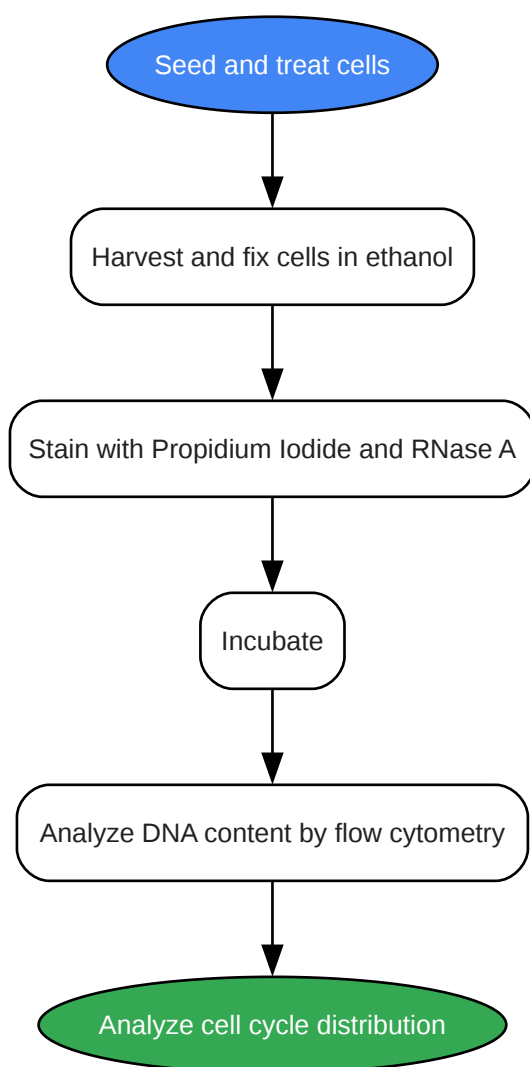 Seed and treat cells
Harvest and fix cells in ethanol
Stain with Propidium Iodide and RNase A
Incubate
Analyze DNA content by flow cytometry
Analyze cell cycle distribution